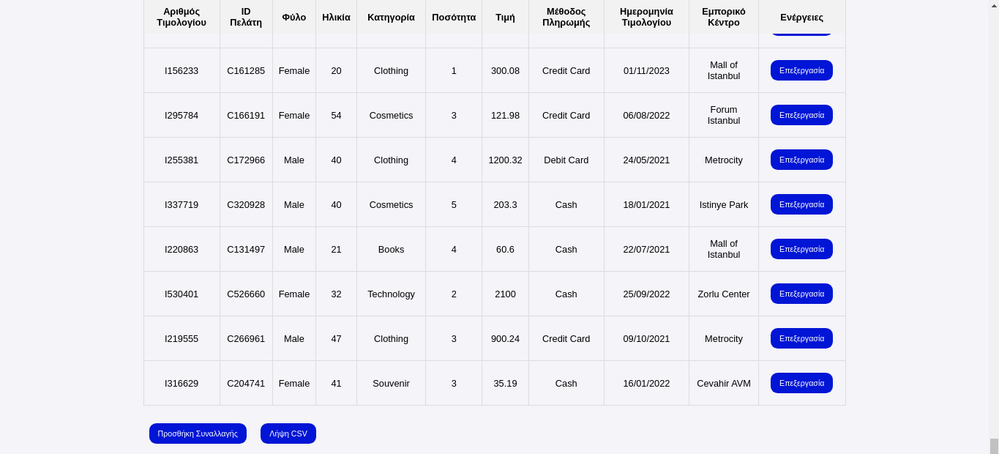 Αριθμός Τιμολογίου ID Πελάτη Φύλο Ηλικία Κατηγορία Ποσότητα Τιμή Μέθοδος Πληρωμής Ημερομηνία Τιμολογίου Εμπορικό Κέντρο Ενέργειες
I156233 C161285 Female 20 Clothing 1 300.08 Credit Card 01/11/2023 Mall of Istanbul Επεξεργασία
I295784 C166191 Female 54 Cosmetics 3 121.98 Credit Card 06/08/2022 Forum Istanbul Επεξεργασία
I255381 C172966 Male 40 Clothing 4 1200.32 Debit Card 24/05/2021 Metrocity Επεξεργασία
I337719 C320928 Male 40 Cosmetics 5 203.3 Cash 18/01/2021 Istinye Park Επεξεργασία
I220863 C131497 Male 21 Books 4 60.6 Cash 22/07/2021 Mall of Istanbul Επεξεργασία
I530401 C526660 Female 32 Technology 2 2100 Cash 25/09/2022 Zorlu Center Επεξεργασία
I219555 C266961 Male 47 Clothing 3 900.24 Credit Card 09/10/2021 Metrocity Επεξεργασία
I316629 C204741 Female 41 Souvenir 3 35.19 Cash 16/01/2022 Cevahir AVM Επεξεργασία
Προσθήκη Συναλλαγής Λήψη CSV